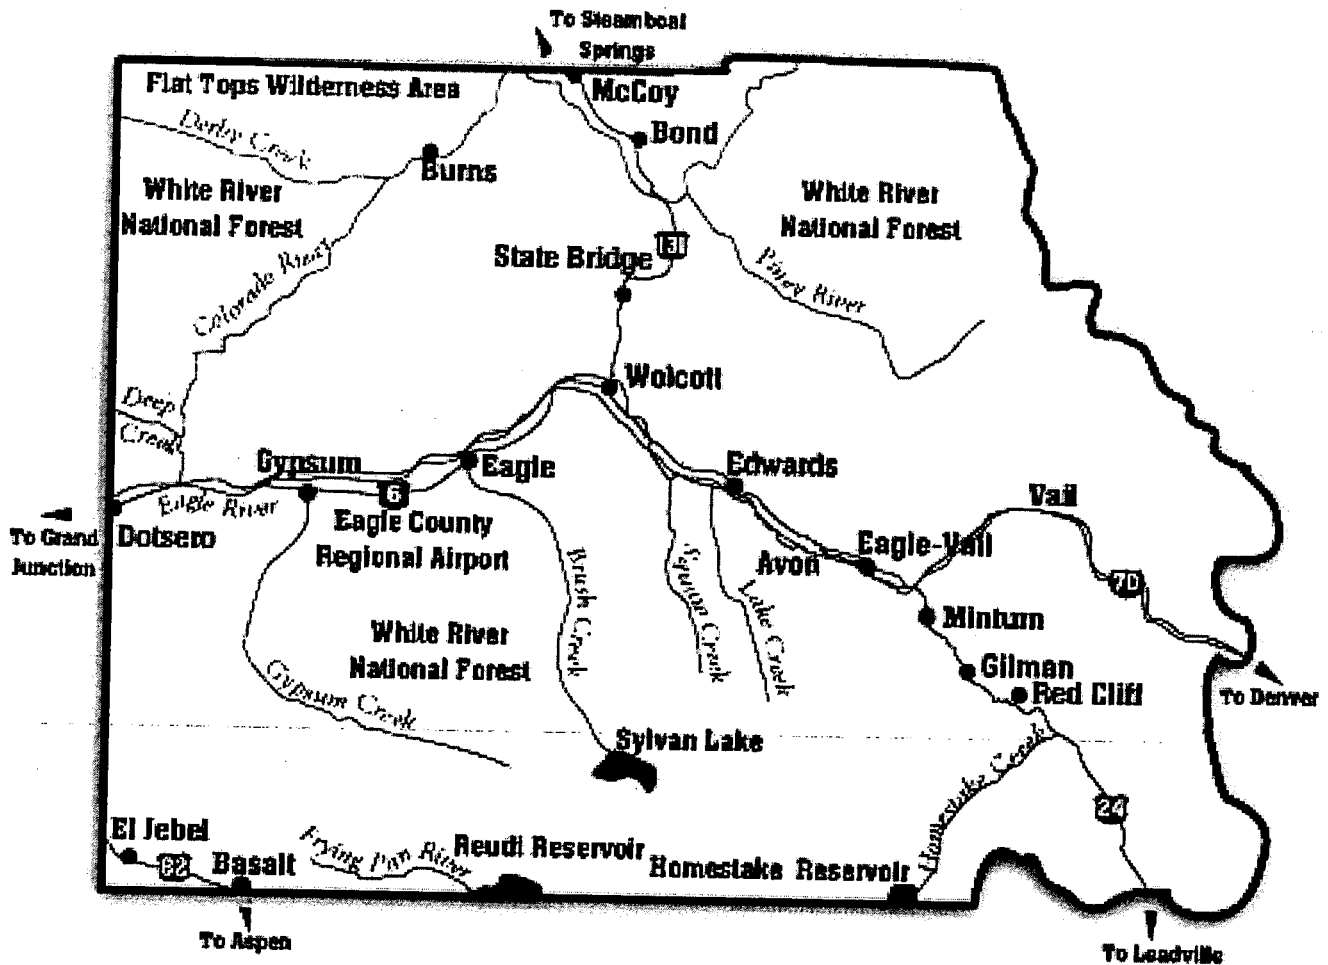 To Steamboat
Springs
Flat Tops Wilderness Area
McCoy
Derby Creek
Bond
Burns
White River
National Forest
White River
National Forest
State Bridge
131
Colorado River
Piney River
Wolcott
Deep
Creek
Gypsum
Eagle
Edwards
Vail
6
Eagle River
To Grand
Junction
Dotsero
Eagle County
Regional Airport
Eagle-Vail
Avon
70
Brush Creek
Squaw Creek
Lake Creek
Minturn
White River
National Forest
Gilman
Red Cliff
To Denver
Gypsum Creek
Sylvan Lake
Homestake Creek
24
El Jebel
82
Basalt
Frying Pan River
Reudi Reservoir
Homestake Reservoir
To Aspen
To Leadville